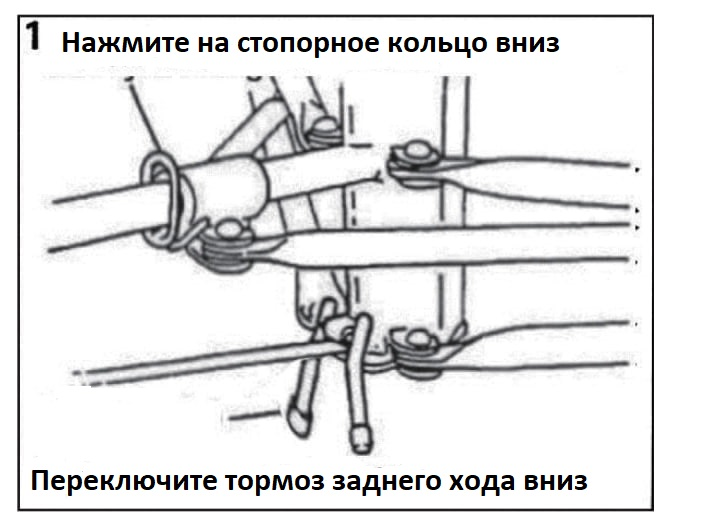 1 Нажмите на стопорное кольцо вниз
Переключите тормоз заднего хода вниз